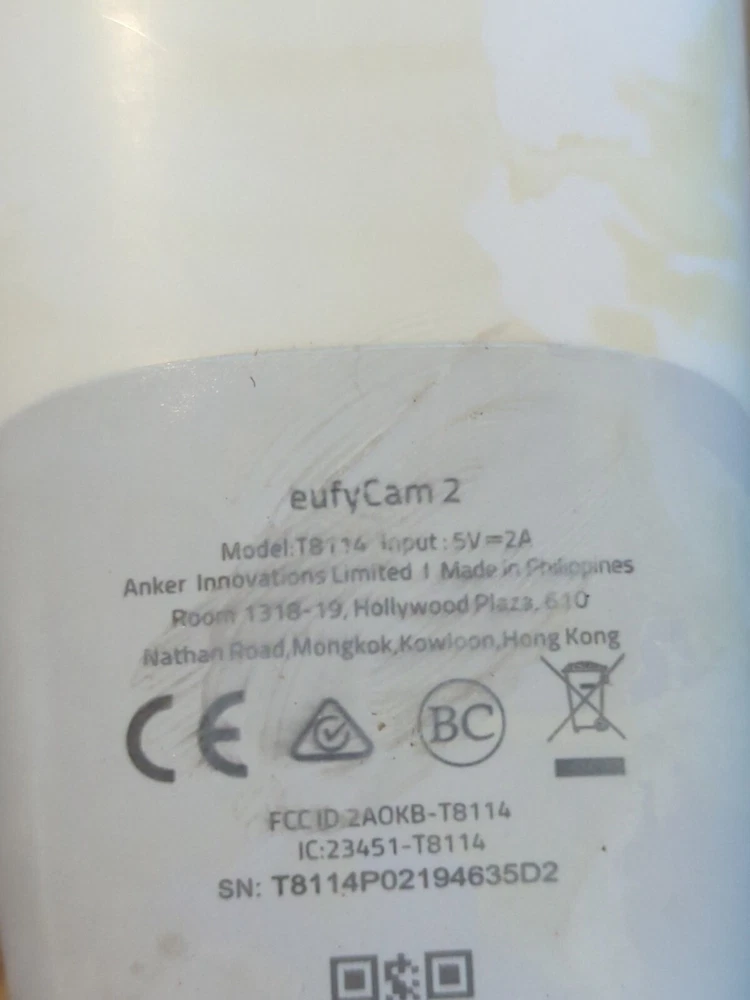 eufyCam 2
Model:T8114 Input:5V⎓2A
Anker Innovations Limited | Made in Philippines
Room 1318-19, Hollywood Plaza, 610
Nathan Road,Mongkok,Kowloon,Hong Kong
CE BC
FCC ID 2AOKB-T8114
IC:23451-T8114
SN: T8114P02194635D2